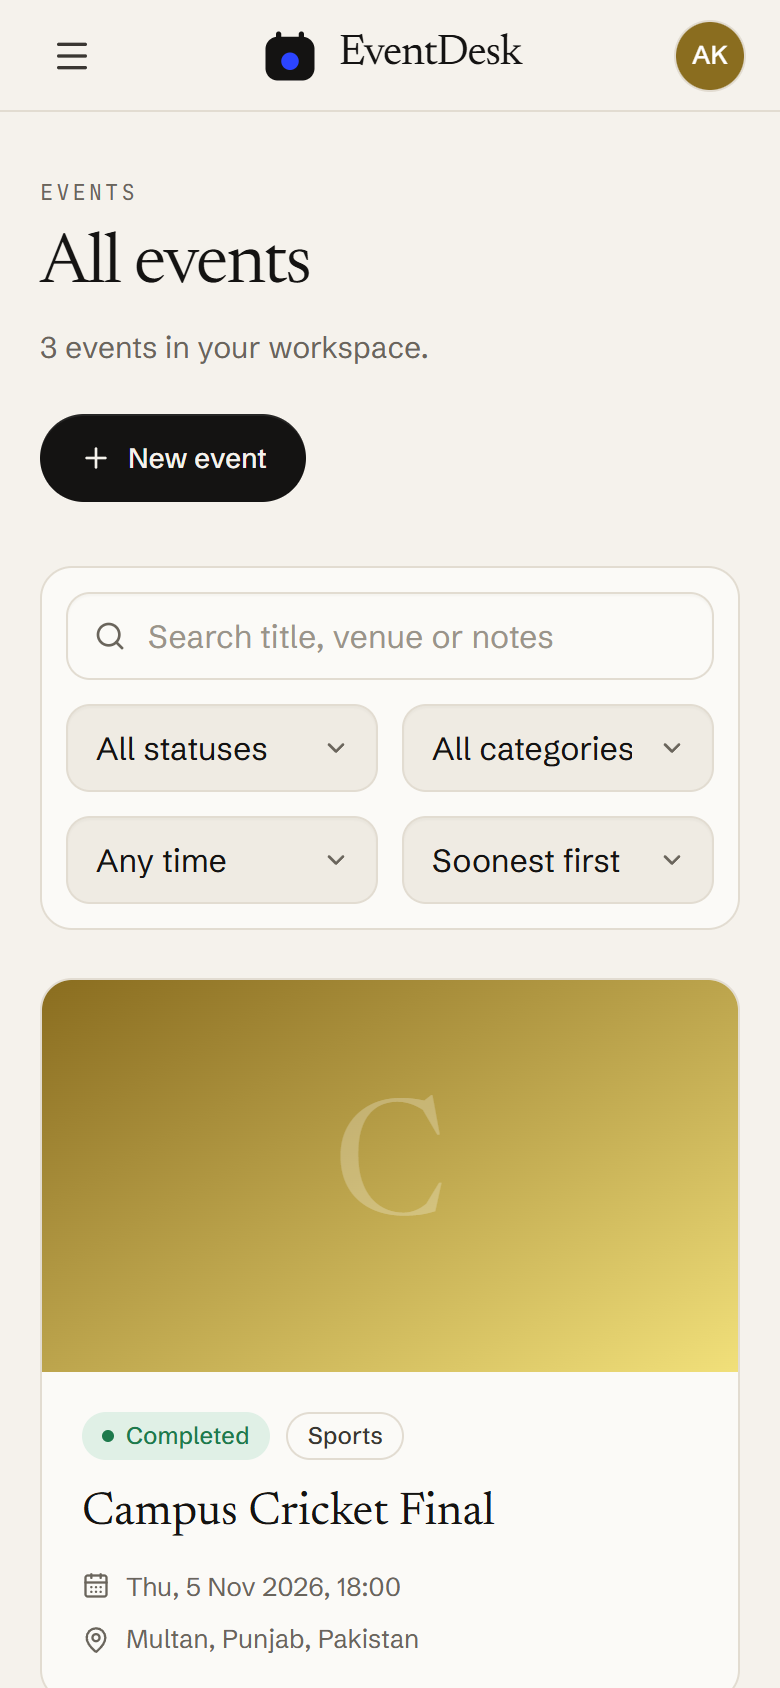 EventDesk
AK
EVENTS
All events
3 events in your workspace.
New event
Search title, venue or notes
All statuses
All categories
Any time
Soonest first
C
Completed
Sports
Campus Cricket Final
Thu, 5 Nov 2026, 18:00
Multan, Punjab, Pakistan